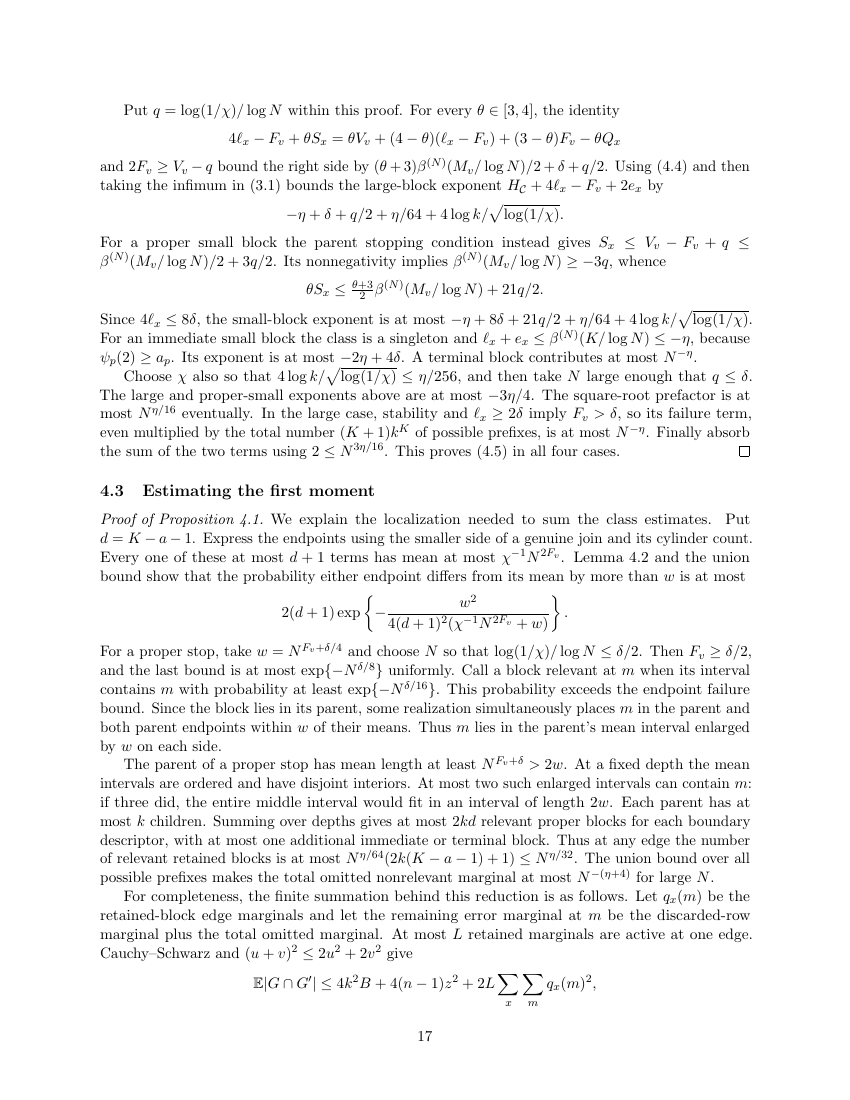 Put q = log(1/χ)/ log N within this proof. For every θ ∈ [3, 4], the identity
4ℓ_x − F_v + θS_x = θV_v + (4 − θ)(ℓ_x − F_v) + (3 − θ)F_v − θQ_x
and 2F_v ≥ V_v − q bound the right side by (θ + 3)β^(N)(M_v/ log N)/2 + δ + q/2. Using (4.4) and then
taking the infimum in (3.1) bounds the large-block exponent H_C + 4ℓ_x − F_v + 2e_x by
−η + δ + q/2 + η/64 + 4 log k/√log(1/χ).
For a proper small block the parent stopping condition instead gives S_x ≤ V_v − F_v + q ≤
β^(N)(M_v/ log N)/2 + 3q/2. Its nonnegativity implies β^(N)(M_v/ log N) ≥ −3q, whence
θS_x ≤ (θ+3)/2 β^(N)(M_v/ log N) + 21q/2.
Since 4ℓ_x ≤ 8δ, the small-block exponent is at most −η + 8δ + 21q/2 + η/64 + 4 log k/√log(1/χ).
For an immediate small block the class is a singleton and ℓ_x + e_x ≤ β^(N)(K/ log N) ≤ −η, because
ψ_p(2) ≥ a_p. Its exponent is at most −2η + 4δ. A terminal block contributes at most N^−η.
Choose χ also so that 4 log k/√log(1/χ) ≤ η/256, and then take N large enough that q ≤ δ.
The large and proper-small exponents above are at most −3η/4. The square-root prefactor is at
most N^η/16 eventually. In the large case, stability and ℓ_x ≥ 2δ imply F_v > δ, so its failure term,
even multiplied by the total number (K + 1)k^K of possible prefixes, is at most N^−η. Finally absorb
the sum of the two terms using 2 ≤ N^3η/16. This proves (4.5) in all four cases. □
4.3 Estimating the first moment
Proof of Proposition 4.1. We explain the localization needed to sum the class estimates. Put
d = K − a − 1. Express the endpoints using the smaller side of a genuine join and its cylinder count.
Every one of these at most d + 1 terms has mean at most χ^−1 N^2F_v. Lemma 4.2 and the union
bound show that the probability either endpoint differs from its mean by more than w is at most
2(d + 1) exp { − w^2 / 4(d + 1)^2(χ^−1 N^2F_v + w) } .
For a proper stop, take w = N^F_v+δ/4 and choose N so that log(1/χ)/ log N ≤ δ/2. Then F_v ≥ δ/2,
and the last bound is at most exp{−N^δ/8} uniformly. Call a block relevant at m when its interval
contains m with probability at least exp{−N^δ/16}. This probability exceeds the endpoint failure
bound. Since the block lies in its parent, some realization simultaneously places m in the parent and
both parent endpoints within w of their means. Thus m lies in the parent's mean interval enlarged
by w on each side.
The parent of a proper stop has mean length at least N^F_v+δ > 2w. At a fixed depth the mean
intervals are ordered and have disjoint interiors. At most two such enlarged intervals can contain m:
if three did, the entire middle interval would fit in an interval of length 2w. Each parent has at
most k children. Summing over depths gives at most 2kd relevant proper blocks for each boundary
descriptor, with at most one additional immediate or terminal block. Thus at any edge the number
of relevant retained blocks is at most N^η/64(2k(K − a − 1) + 1) ≤ N^η/32. The union bound over all
possible prefixes makes the total omitted nonrelevant marginal at most N^−(η+4) for large N.
For completeness, the finite summation behind this reduction is as follows. Let q_x(m) be the
retained-block edge marginals and let the remaining error marginal at m be the discarded-row
marginal plus the total omitted marginal. At most L retained marginals are active at one edge.
Cauchy–Schwarz and (u + v)^2 ≤ 2u^2 + 2v^2 give
𝔼|G ∩ G′| ≤ 4k^2B + 4(n − 1)z^2 + 2L ∑_x ∑_m q_x(m)^2,
17